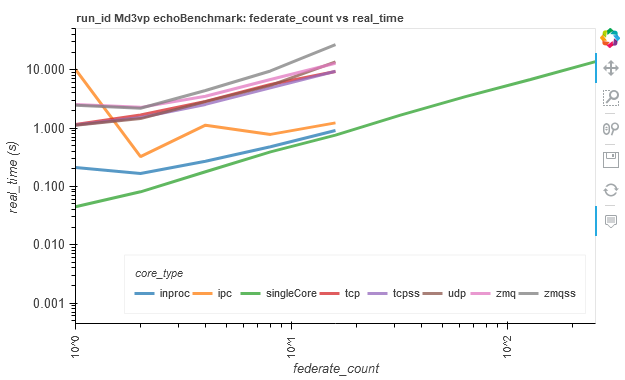 run_id Md3vp echoBenchmark: federate_count vs real_time
10.000
1.000
0.100
0.010
0.001
real_time (s)
core_type
inproc ipc singleCore tcp tcpss udp zmq zmqss
10^0 10^1 10^2
federate_count